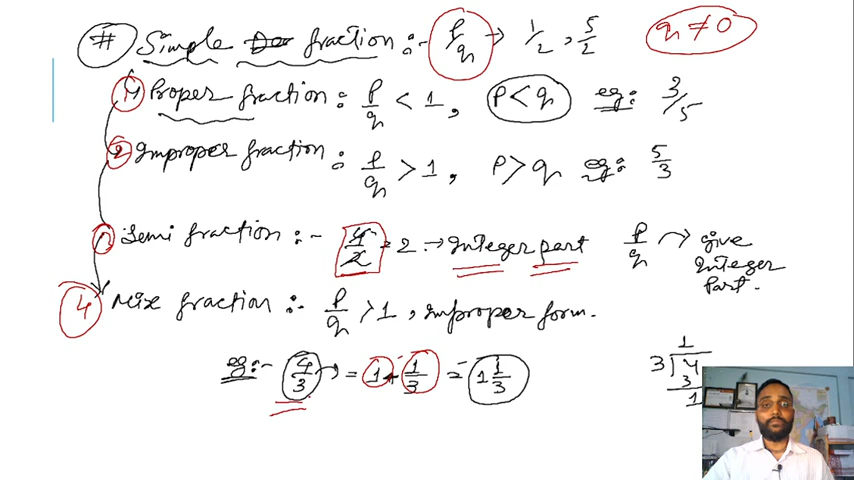 # Simple fraction :- p/q → 1/2, 5/2 q ≠ 0
1) Proper fraction : p/q < 1, p < q eg: 3/5
2) Improper fraction : p/q > 1, p > q eg: 5/3
Semi fraction :- 4/2 = 2 → Integer part p/q → give Integer Part.
4 Mix fraction :- p/q > 1, improper form.
eg:- 4/3 → = 1 + 1/3 = 1 1/3
1
3) 4
3
1